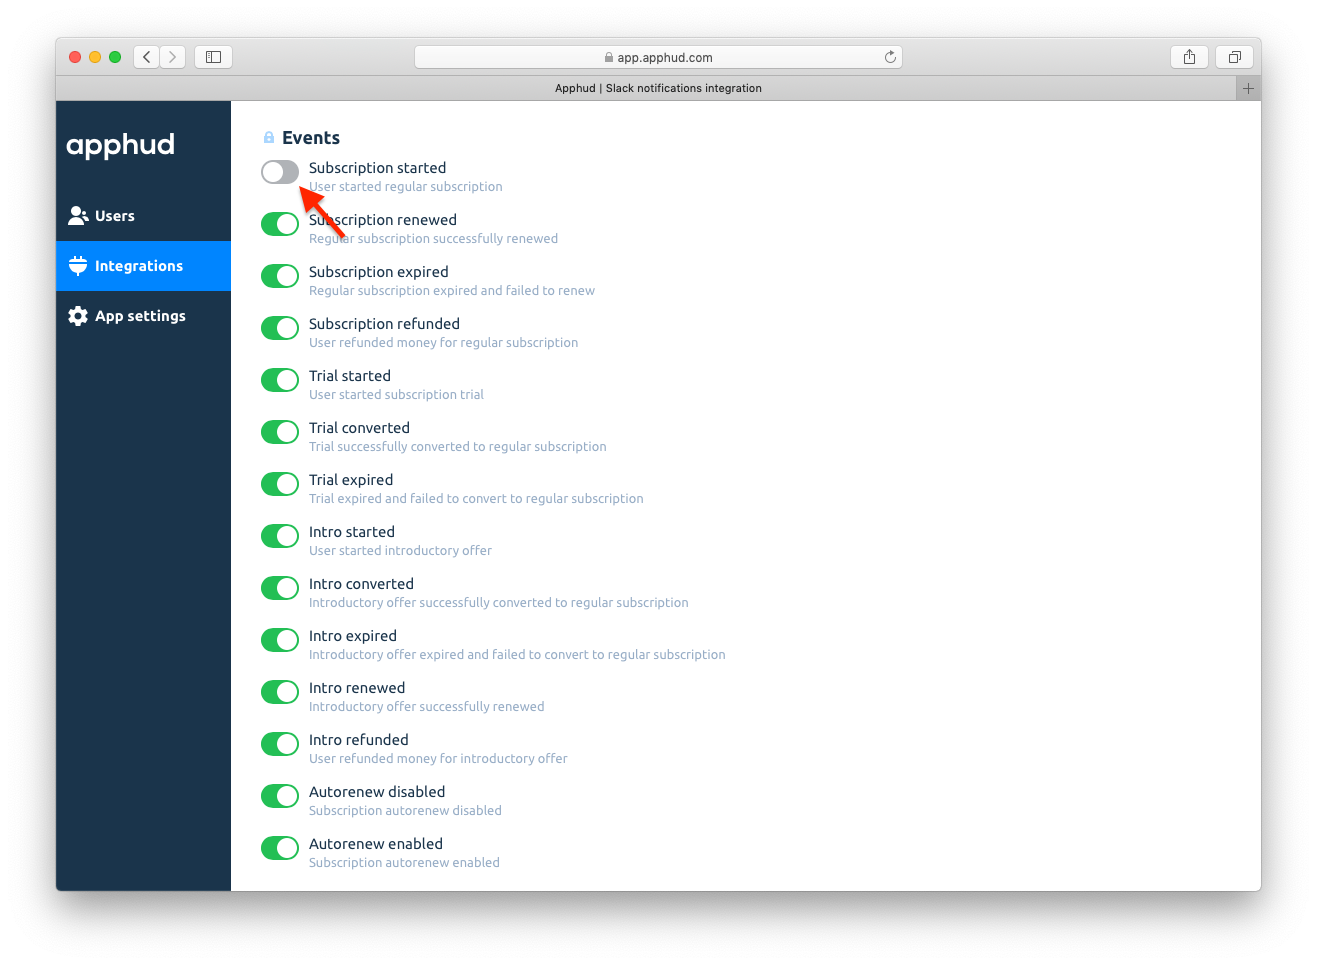 app.apphud.com
Apphud | Slack notifications integration
apphud
Users
Integrations
App settings
Events
Subscription started
User started regular subscription
Subscription renewed
Regular subscription successfully renewed
Subscription expired
Regular subscription expired and failed to renew
Subscription refunded
User refunded money for regular subscription
Trial started
User started subscription trial
Trial converted
Trial successfully converted to regular subscription
Trial expired
Trial expired and failed to convert to regular subscription
Intro started
User started introductory offer
Intro converted
Introductory offer successfully converted to regular subscription
Intro expired
Introductory offer expired and failed to convert to regular subscription
Intro renewed
Introductory offer successfully renewed
Intro refunded
User refunded money for introductory offer
Autorenew disabled
Subscription autorenew disabled
Autorenew enabled
Subscription autorenew enabled